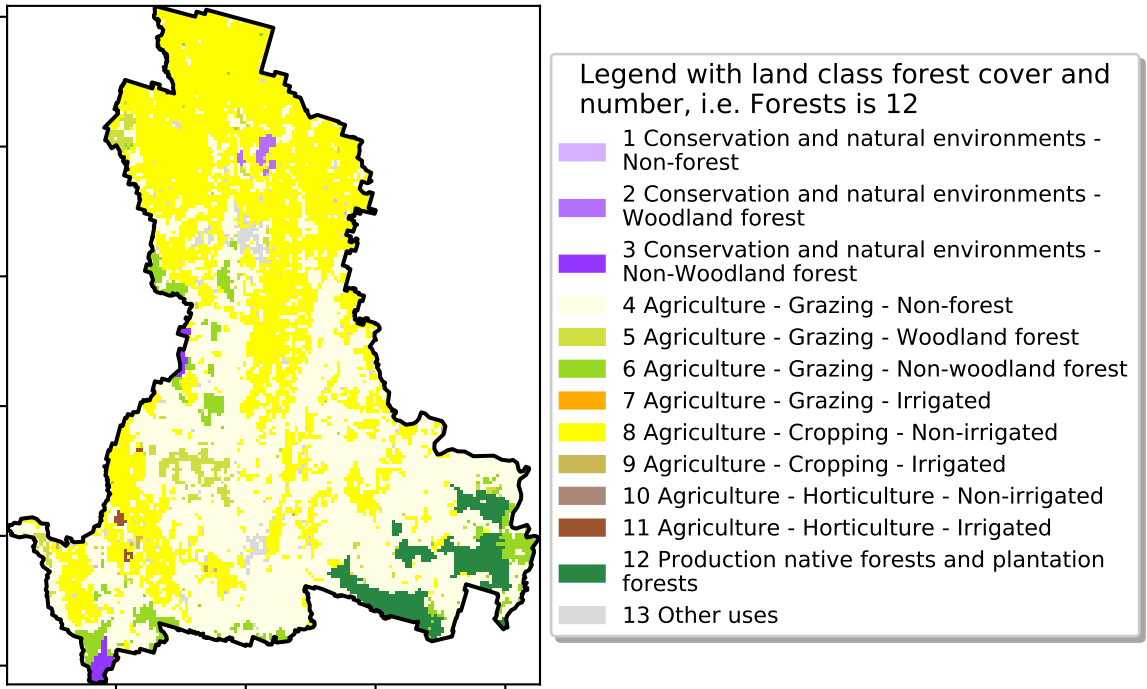 Legend with land class forest cover and
number, i.e. Forests is 12
1 Conservation and natural environments -
Non-forest
2 Conservation and natural environments -
Woodland forest
3 Conservation and natural environments -
Non-Woodland forest
4 Agriculture - Grazing - Non-forest
5 Agriculture - Grazing - Woodland forest
6 Agriculture - Grazing - Non-woodland forest
7 Agriculture - Grazing - Irrigated
8 Agriculture - Cropping - Non-irrigated
9 Agriculture - Cropping - Irrigated
10 Agriculture - Horticulture - Non-irrigated
11 Agriculture - Horticulture - Irrigated
12 Production native forests and plantation
forests
13 Other uses